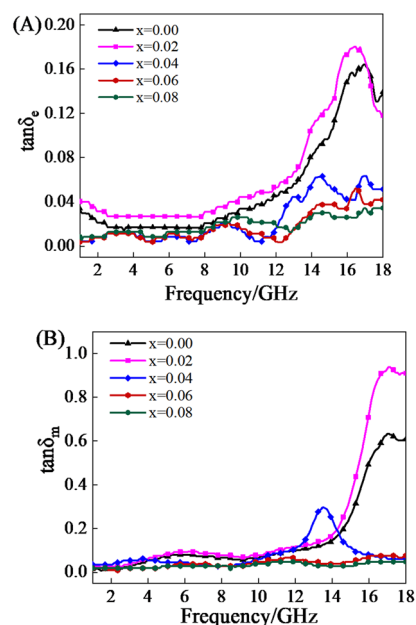 (A)
0.20
0.16
0.12
0.08
0.04
0.00
tanδe
x=0.00
x=0.02
x=0.04
x=0.06
x=0.08
2 4 6 8 10 12 14 16 18
Frequency/GHz
(B)
1.0
0.8
0.6
0.4
0.2
0.0
tanδm
x=0.00
x=0.02
x=0.04
x=0.06
x=0.08
2 4 6 8 10 12 14 16 18
Frequency/GHz